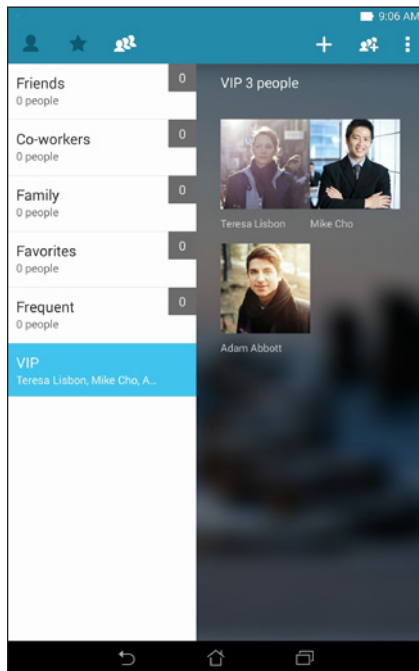 9:06 AM
Friends
0 people
0
Co-workers
0 people
0
Family
0 people
0
Favorites
0 people
0
Frequent
0 people
0
VIP
Teresa Lisbon, Mike Cho, A...
VIP 3 people
Teresa Lisbon
Mike Cho
Adam Abbott